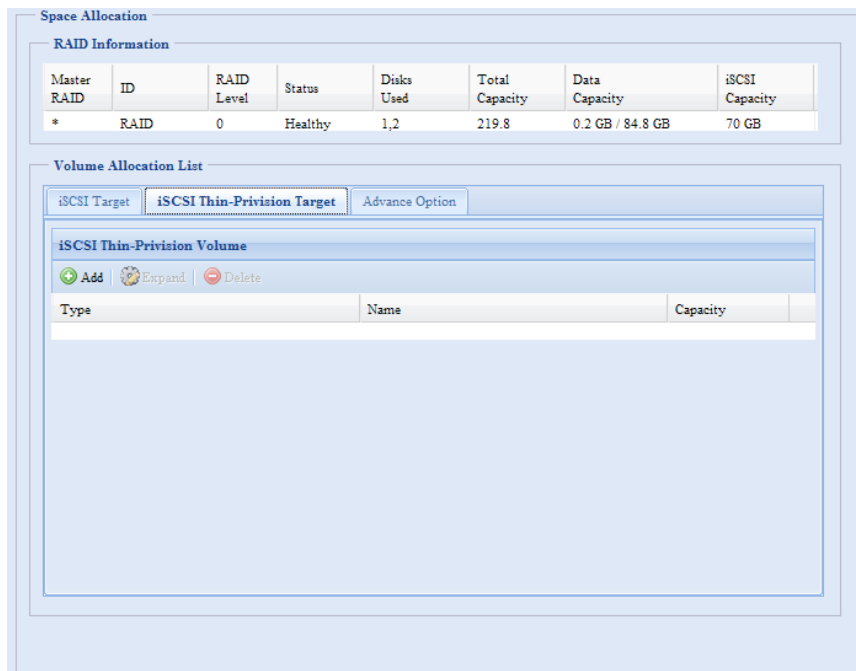 Space Allocation
RAID Information
Master RAID ID RAID Level Status Disks Used Total Capacity Data Capacity iSCSI Capacity
* RAID 0 Healthy 1,2 219.8 0.2 GB / 84.8 GB 70 GB
Volume Allocation List
iSCSI Target iSCSI Thin-Privision Target Advance Option
iSCSI Thin-Privision Volume
Add Expand Delete
Type Name Capacity